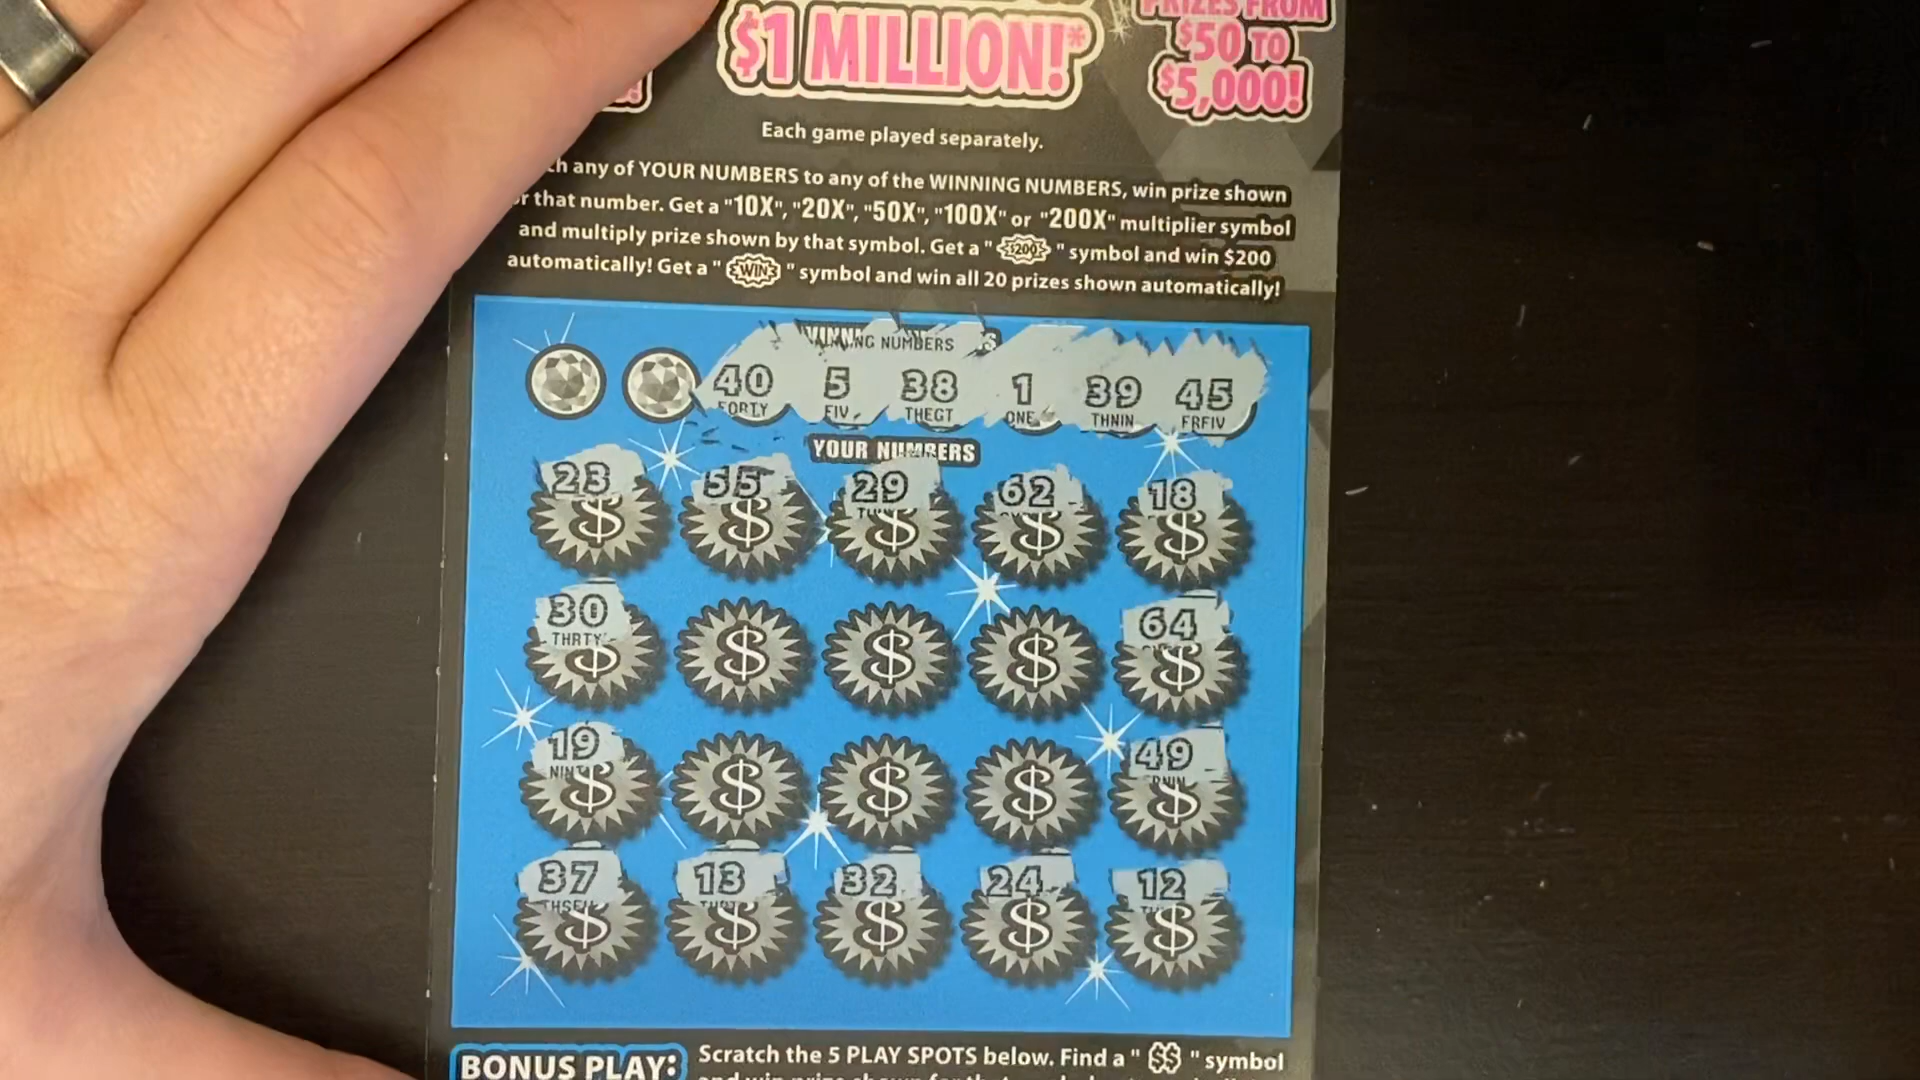 $1 MILLION!*
PRIZES FROM
$50 TO
$5,000!
Each game played separately.
any of YOUR NUMBERS to any of the WINNING NUMBERS, win prize shown
that number. Get a "10X", "20X", "50X", "100X" or "200X" multiplier symbol
and multiply prize shown by that symbol. Get a " $200 " symbol and win $200
automatically! Get a " WIN " symbol and win all 20 prizes shown automatically!
WINNING NUMBERS
40 5 38 1 39 45
FORTY FIV THEGT ONE THNIN FRFIV
YOUR NUMBERS
23 55 29 62 18
$ $ $ $ $
30 64
THRTY
$ $ $ $ $
19 49
$ $ $ $ $
37 13 32 24 12
$ $ $ $ $
BONUS PLAY: Scratch the 5 PLAY SPOTS below. Find a " $$ " symbol